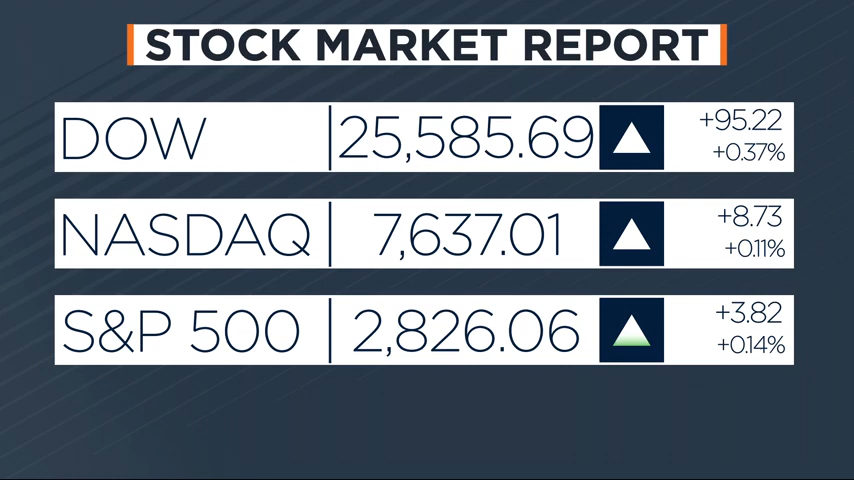 STOCK MARKET REPORT
DOW 25,585.69 +95.22
+0.37%
NASDAQ 7,637.01 +8.73
+0.11%
S&P 500 2,826.06 +3.82
+0.14%